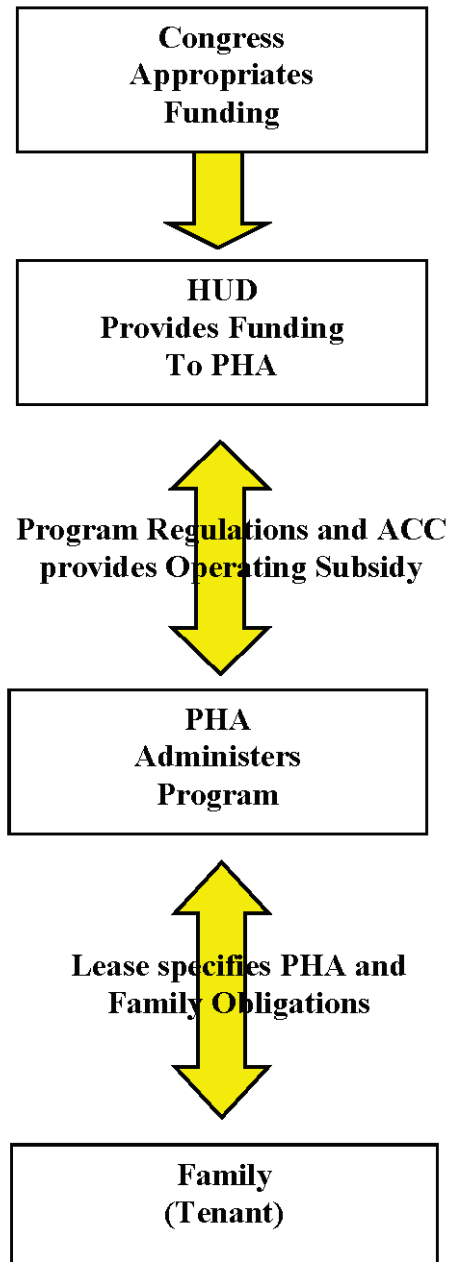 Congress
Appropriates
Funding
HUD
Provides Funding
To PHA
Program Regulations and ACC
provides Operating Subsidy
PHA
Administers
Program
Lease specifies PHA and
Family Obligations
Family
(Tenant)